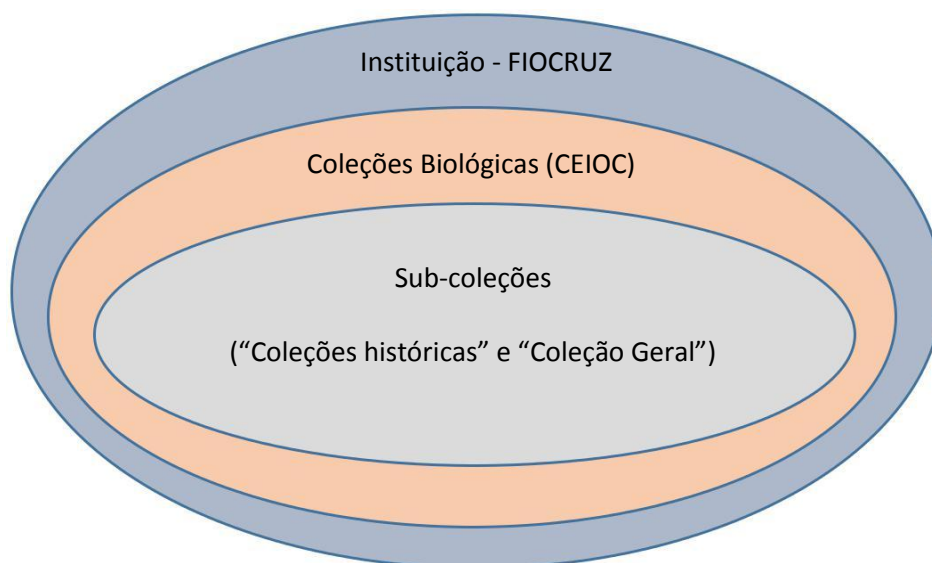 Instituição - FIOCRUZ
Coleções Biológicas (CEIOC)
Sub-coleções
(“Coleções históricas” e “Coleção Geral”)